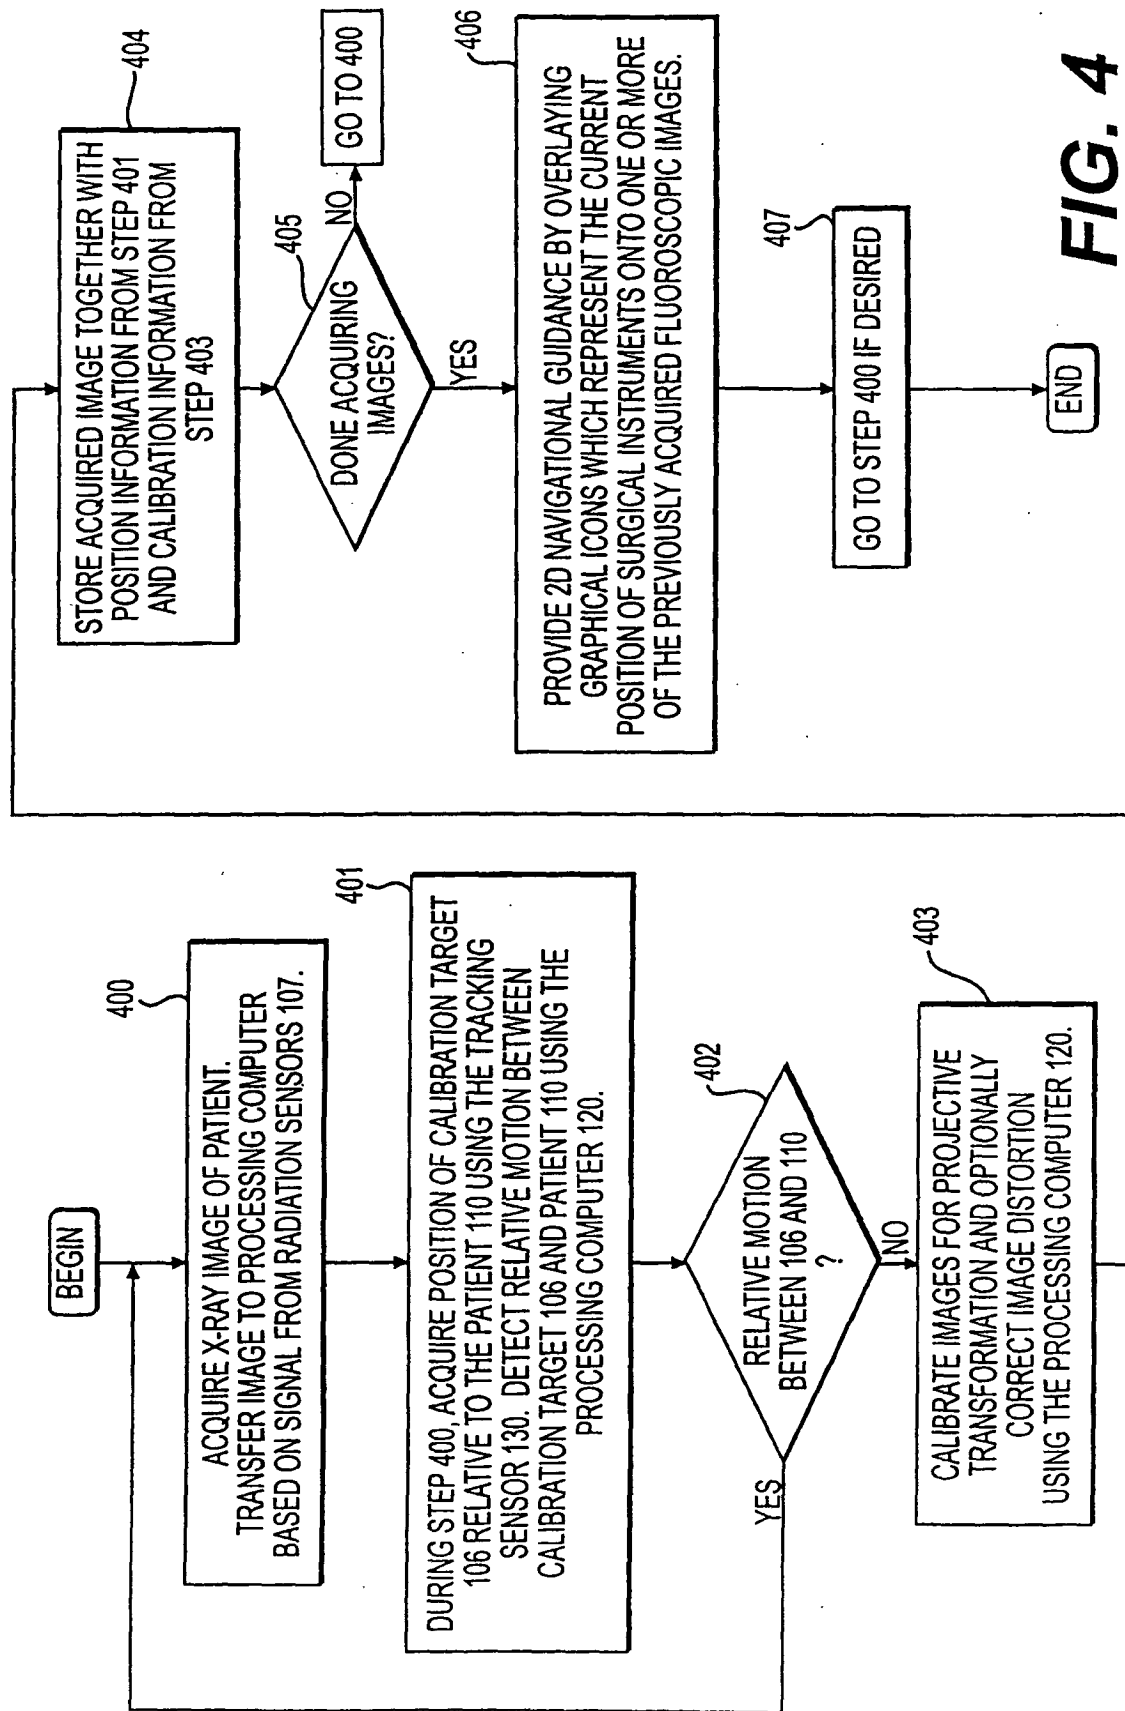 BEGIN
400
ACQUIRE X-RAY IMAGE OF PATIENT.
TRANSFER IMAGE TO PROCESSING COMPUTER
BASED ON SIGNAL FROM RADIATION SENSORS 107.
401
DURING STEP 400, ACQUIRE POSITION OF CALIBRATION TARGET
106 RELATIVE TO THE PATIENT 110 USING THE TRACKING
SENSOR 130. DETECT RELATIVE MOTION BETWEEN
CALIBRATION TARGET 106 AND PATIENT 110 USING THE
PROCESSING COMPUTER 120.
402
RELATIVE MOTION
BETWEEN 106 AND 110
?
YES
NO
403
CALIBRATE IMAGES FOR PROJECTIVE
TRANSFORMATION AND OPTIONALLY
CORRECT IMAGE DISTORTION
USING THE PROCESSING COMPUTER 120.
404
STORE ACQUIRED IMAGE TOGETHER WITH
POSITION INFORMATION FROM STEP 401
AND CALIBRATION INFORMATION FROM
STEP 403
405
DONE ACQUIRING
IMAGES?
NO
GO TO 400
YES
406
PROVIDE 2D NAVIGATIONAL GUIDANCE BY OVERLAYING
GRAPHICAL ICONS WHICH REPRESENT THE CURRENT
POSITION OF SURGICAL INSTRUMENTS ONTO ONE OR MORE
OF THE PREVIOUSLY ACQUIRED FLUOROSCOPIC IMAGES.
407
GO TO STEP 400 IF DESIRED
END
FIG. 4